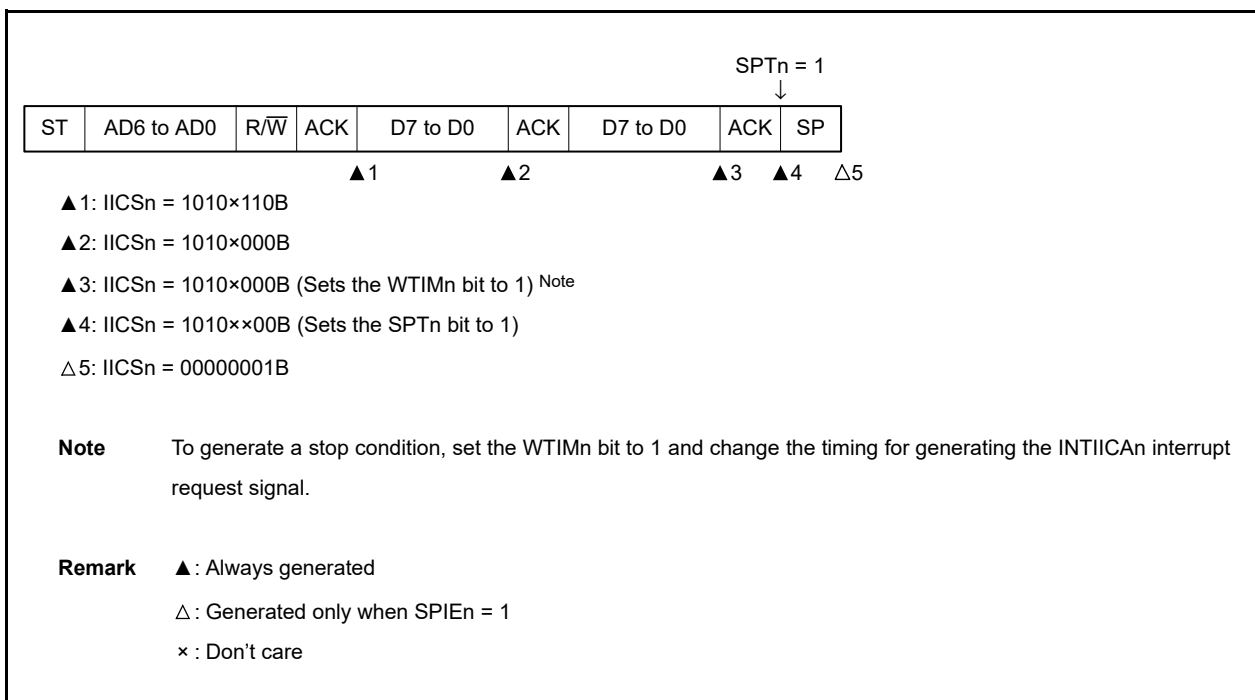 SPTn = 1
↓
ST AD6 to AD0 R/W̅ ACK D7 to D0 ACK D7 to D0 ACK SP
▲1 ▲2 ▲3 ▲4 △5
▲1: IICSn = 1010×110B
▲2: IICSn = 1010×000B
▲3: IICSn = 1010×000B (Sets the WTIMn bit to 1) Note
▲4: IICSn = 1010××00B (Sets the SPTn bit to 1)
△5: IICSn = 00000001B
Note To generate a stop condition, set the WTIMn bit to 1 and change the timing for generating the INTIICAn interrupt
request signal.
Remark ▲: Always generated
△: Generated only when SPIEn = 1
× : Don't care